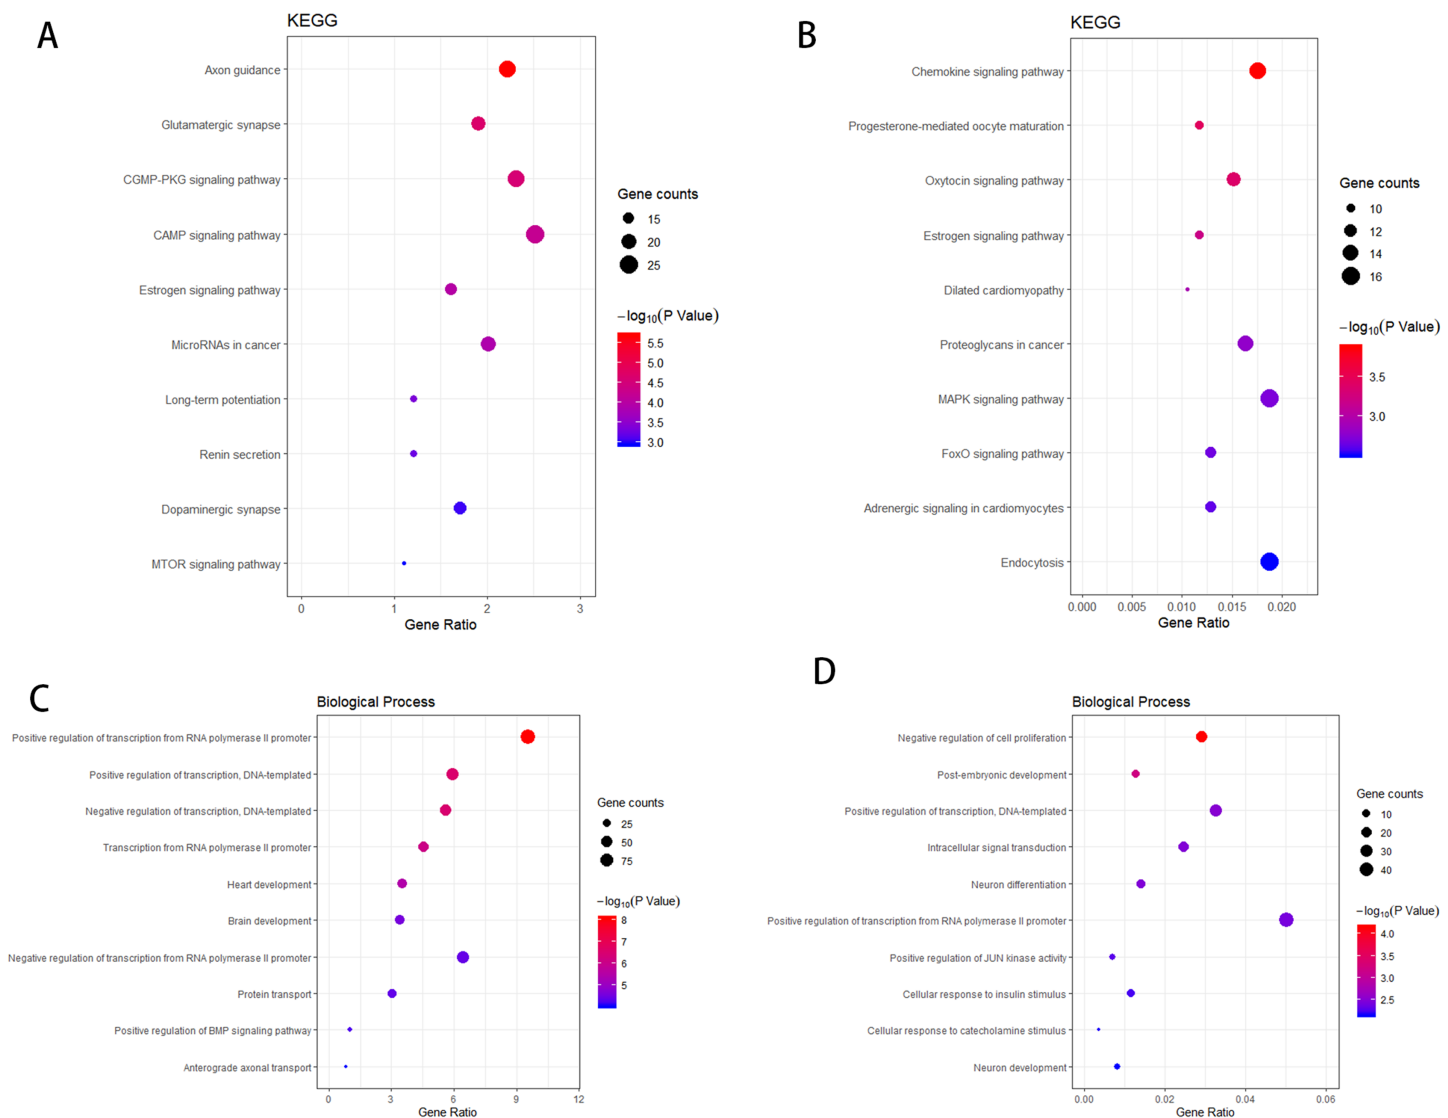 A
KEGG
Axon guidance
Glutamatergic synapse
CGMP-PKG signaling pathway
CAMP signaling pathway
Estrogen signaling pathway
MicroRNAs in cancer
Long-term potentiation
Renin secretion
Dopaminergic synapse
MTOR signaling pathway
0 1 2 3
Gene Ratio
Gene counts
15
20
25
−log10(P Value)
5.5
5.0
4.5
4.0
3.5
3.0
B
KEGG
Chemokine signaling pathway
Progesterone-mediated oocyte maturation
Oxytocin signaling pathway
Estrogen signaling pathway
Dilated cardiomyopathy
Proteoglycans in cancer
MAPK signaling pathway
FoxO signaling pathway
Adrenergic signaling in cardiomyocytes
Endocytosis
0.000 0.005 0.010 0.015 0.020
Gene Ratio
Gene counts
10
12
14
16
−log10(P Value)
3.5
3.0
C
Biological Process
Positive regulation of transcription from RNA polymerase II promoter
Positive regulation of transcription, DNA-templated
Negative regulation of transcription, DNA-templated
Transcription from RNA polymerase II promoter
Heart development
Brain development
Negative regulation of transcription from RNA polymerase II promoter
Protein transport
Positive regulation of BMP signaling pathway
Anterograde axonal transport
0 3 6 9 12
Gene Ratio
Gene counts
25
50
75
−log10(P Value)
8
7
6
5
D
Biological Process
Negative regulation of cell proliferation
Post-embryonic development
Positive regulation of transcription, DNA-templated
Intracellular signal transduction
Neuron differentiation
Positive regulation of transcription from RNA polymerase II promoter
Positive regulation of JUN kinase activity
Cellular response to insulin stimulus
Cellular response to catecholamine stimulus
Neuron development
0.00 0.02 0.04 0.06
Gene Ratio
Gene counts
10
20
30
40
−log10(P Value)
4.0
3.5
3.0
2.5